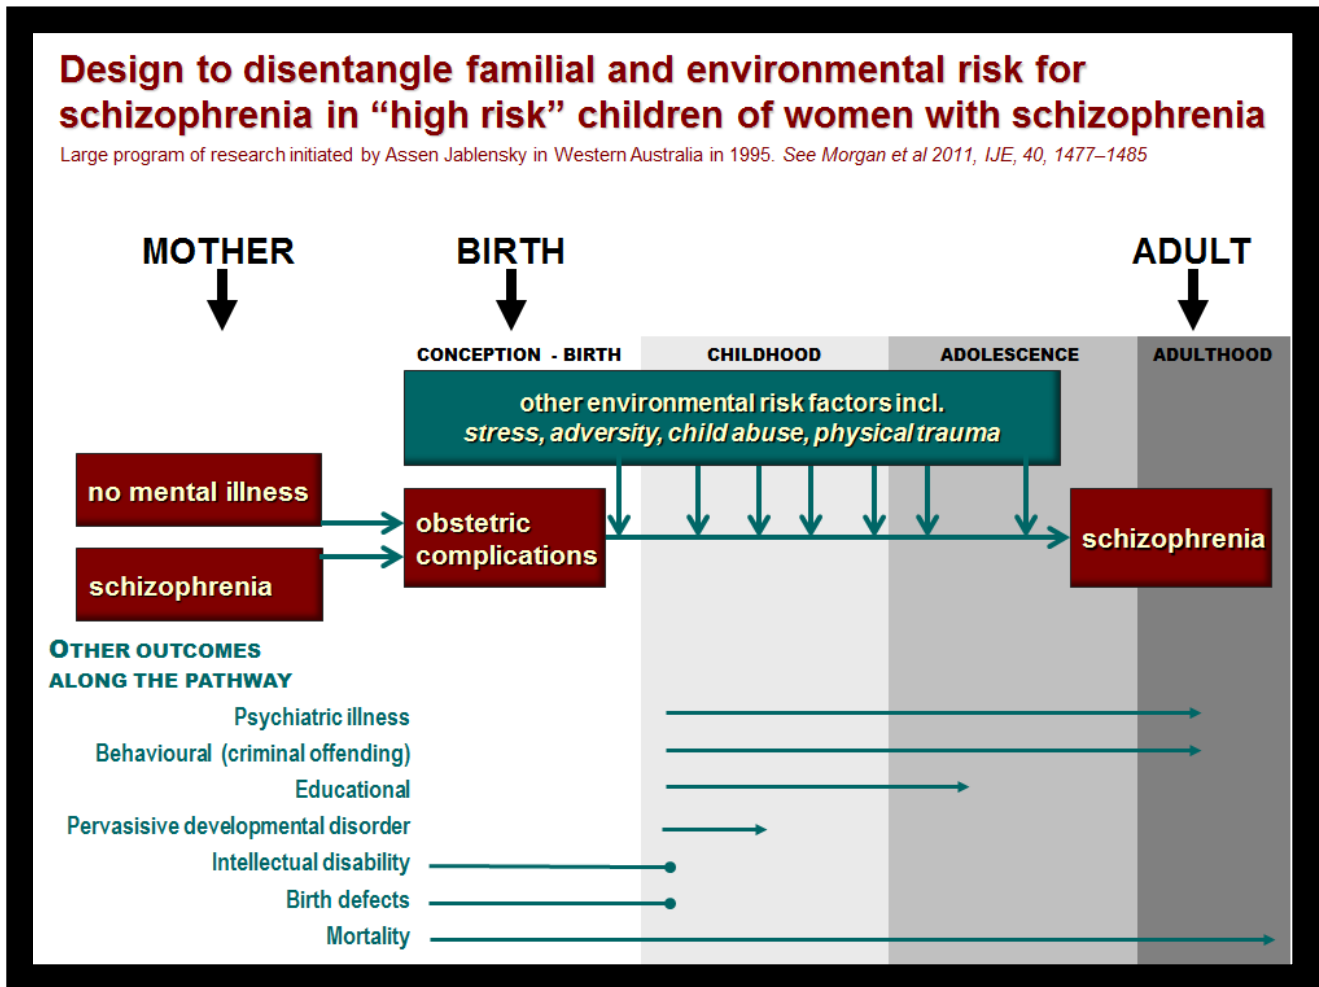 Design to disentangle familial and environmental risk for
schizophrenia in “high risk” children of women with schizophrenia
Large program of research initiated by Assen Jablensky in Western Australia in 1995. See Morgan et al 2011, IJE, 40, 1477–1485
MOTHER
BIRTH
ADULT
CONCEPTION - BIRTH
CHILDHOOD
ADOLESCENCE
ADULTHOOD
other environmental risk factors incl.
stress, adversity, child abuse, physical trauma
no mental illness
schizophrenia
obstetric
complications
schizophrenia
OTHER OUTCOMES
ALONG THE PATHWAY
Psychiatric illness
Behavioural (criminal offending)
Educational
Pervasisive developmental disorder
Intellectual disability
Birth defects
Mortality